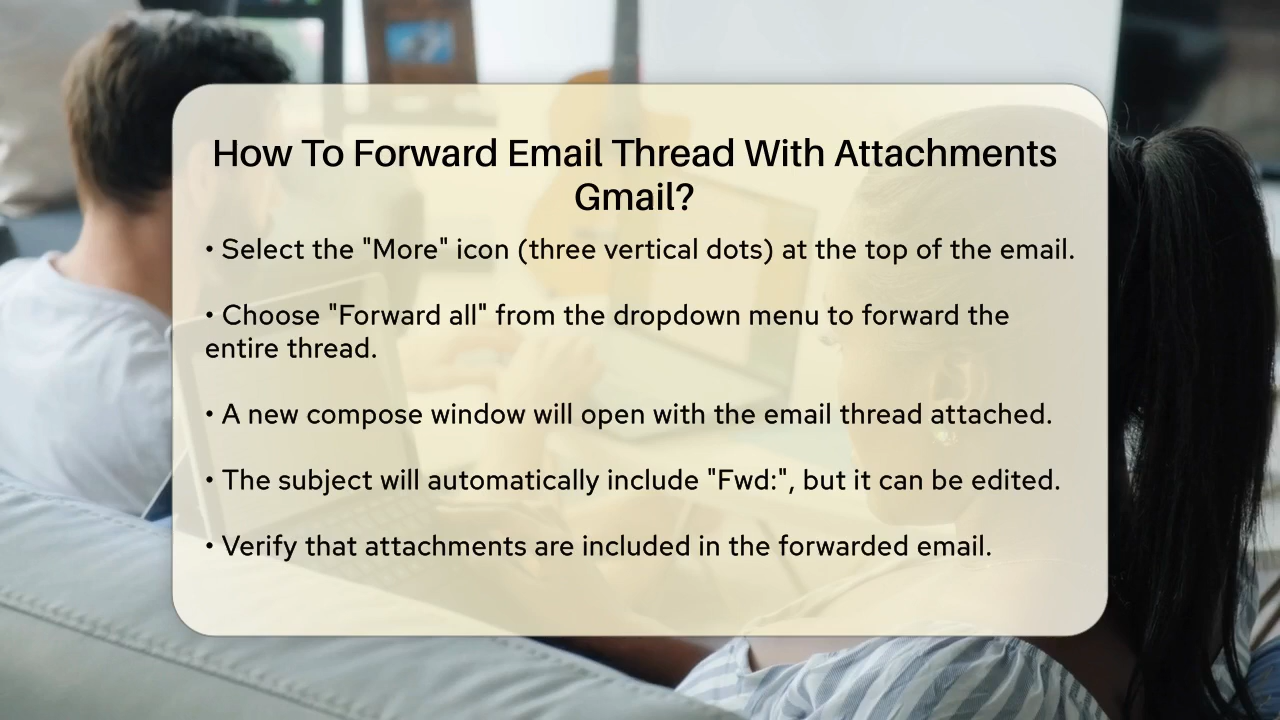 How To Forward Email Thread With Attachments
Gmail?
• Select the "More" icon (three vertical dots) at the top of the email.
• Choose "Forward all" from the dropdown menu to forward the
entire thread.
• A new compose window will open with the email thread attached.
• The subject will automatically include "Fwd:", but it can be edited.
• Verify that attachments are included in the forwarded email.